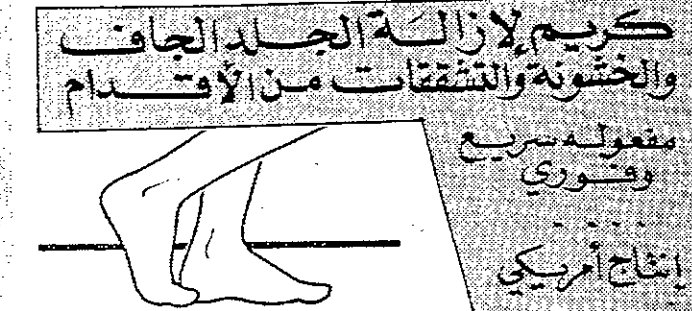 كريم لإزالة الجلد الجاف
والخشونة والتشققات من الأقدام
مفعوله سريع
وفوري
إنتاج أمريكي